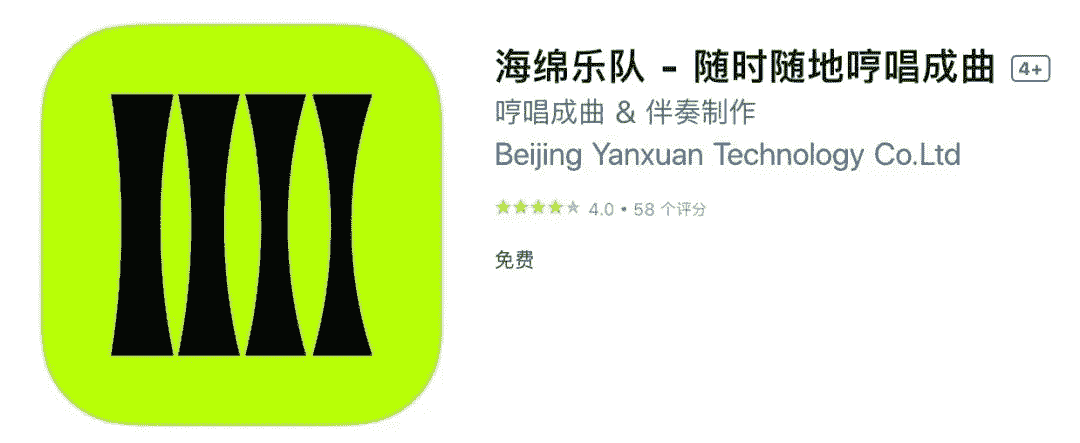 海绵乐队 - 随时随地哼唱成曲 4+
哼唱成曲 & 伴奏制作
Beijing Yanxuan Technology Co.Ltd
★★★★★ 4.0 • 58 个评分
免费